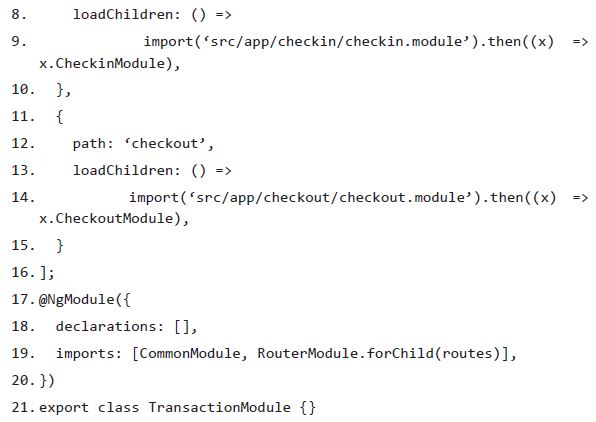 8.     loadChildren: () =>
9.             import(‘src/app/checkin/checkin.module’).then((x)  =>
x.CheckinModule),
10.   },
11.   {
12.     path: ‘checkout’,
13.     loadChildren: () =>
14.            import(‘src/app/checkout/checkout.module’).then((x)  =>
x.CheckoutModule),
15.   }
16. ];
17. @NgModule({
18.   declarations: [],
19.   imports: [CommonModule, RouterModule.forChild(routes)],
20. })
21. export class TransactionModule {}